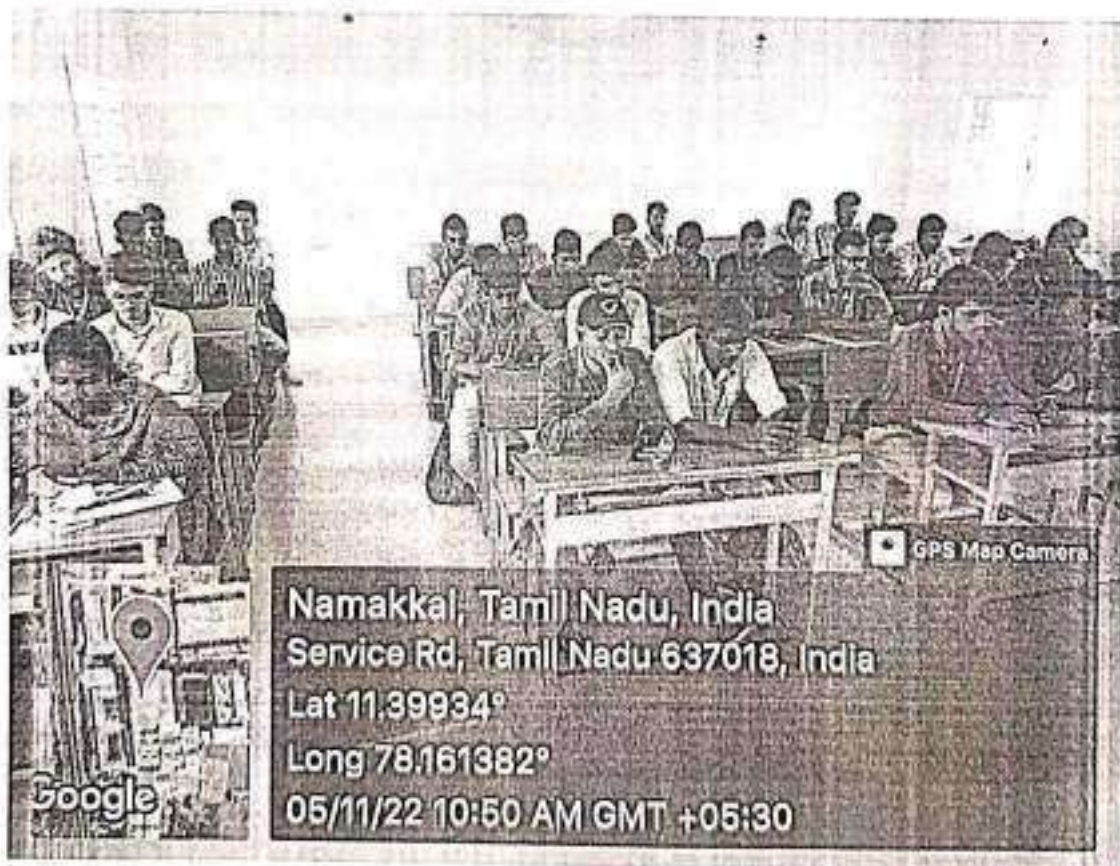 GPS Map Camera
Namakkal, Tamil Nadu, India
Service Rd, Tamil Nadu 637018, India
Lat 11.39934°
Long 78.161382°
05/11/22 10:50 AM GMT +05:30
Google